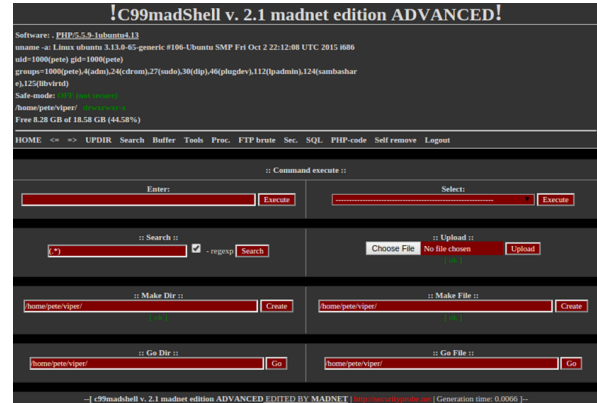 !C99madShell v. 2.1 madnet edition ADVANCED!
Software: . PHP/5.5.9-1ubuntu4.13
uname -a: Linux ubuntu 3.13.0-65-generic #106-Ubuntu SMP Fri Oct 2 22:12:08 UTC 2015 i686
uid=1000(pete) gid=1000(pete)
groups=1000(pete),4(adm),24(cdrom),27(sudo),30(dip),46(plugdev),112(lpadmin),124(sambashar
e),125(libvirtd)
Safe-mode: OFF (not secure)
/home/pete/viper/ drwxrwxr-x
Free 8.28 GB of 18.58 GB (44.58%)
HOME <= => UPDIR Search Buffer Tools Proc. FTP brute Sec. SQL PHP-code Self remove Logout
:: Command execute ::
Enter: Select:
Execute Execute
:: Search :: :: Upload ::
(.*) - regexp Search Choose File No file chosen Upload
[ ok ]
:: Make Dir :: :: Make File ::
/home/pete/viper/ Create /home/pete/viper/ Create
[ ok ] [ ok ]
:: Go Dir :: :: Go File ::
/home/pete/viper/ Go /home/pete/viper/ Go
--[ c99madshell v. 2.1 madnet edition ADVANCED EDITED BY MADNET | | Generation time: 0.0066 ]--